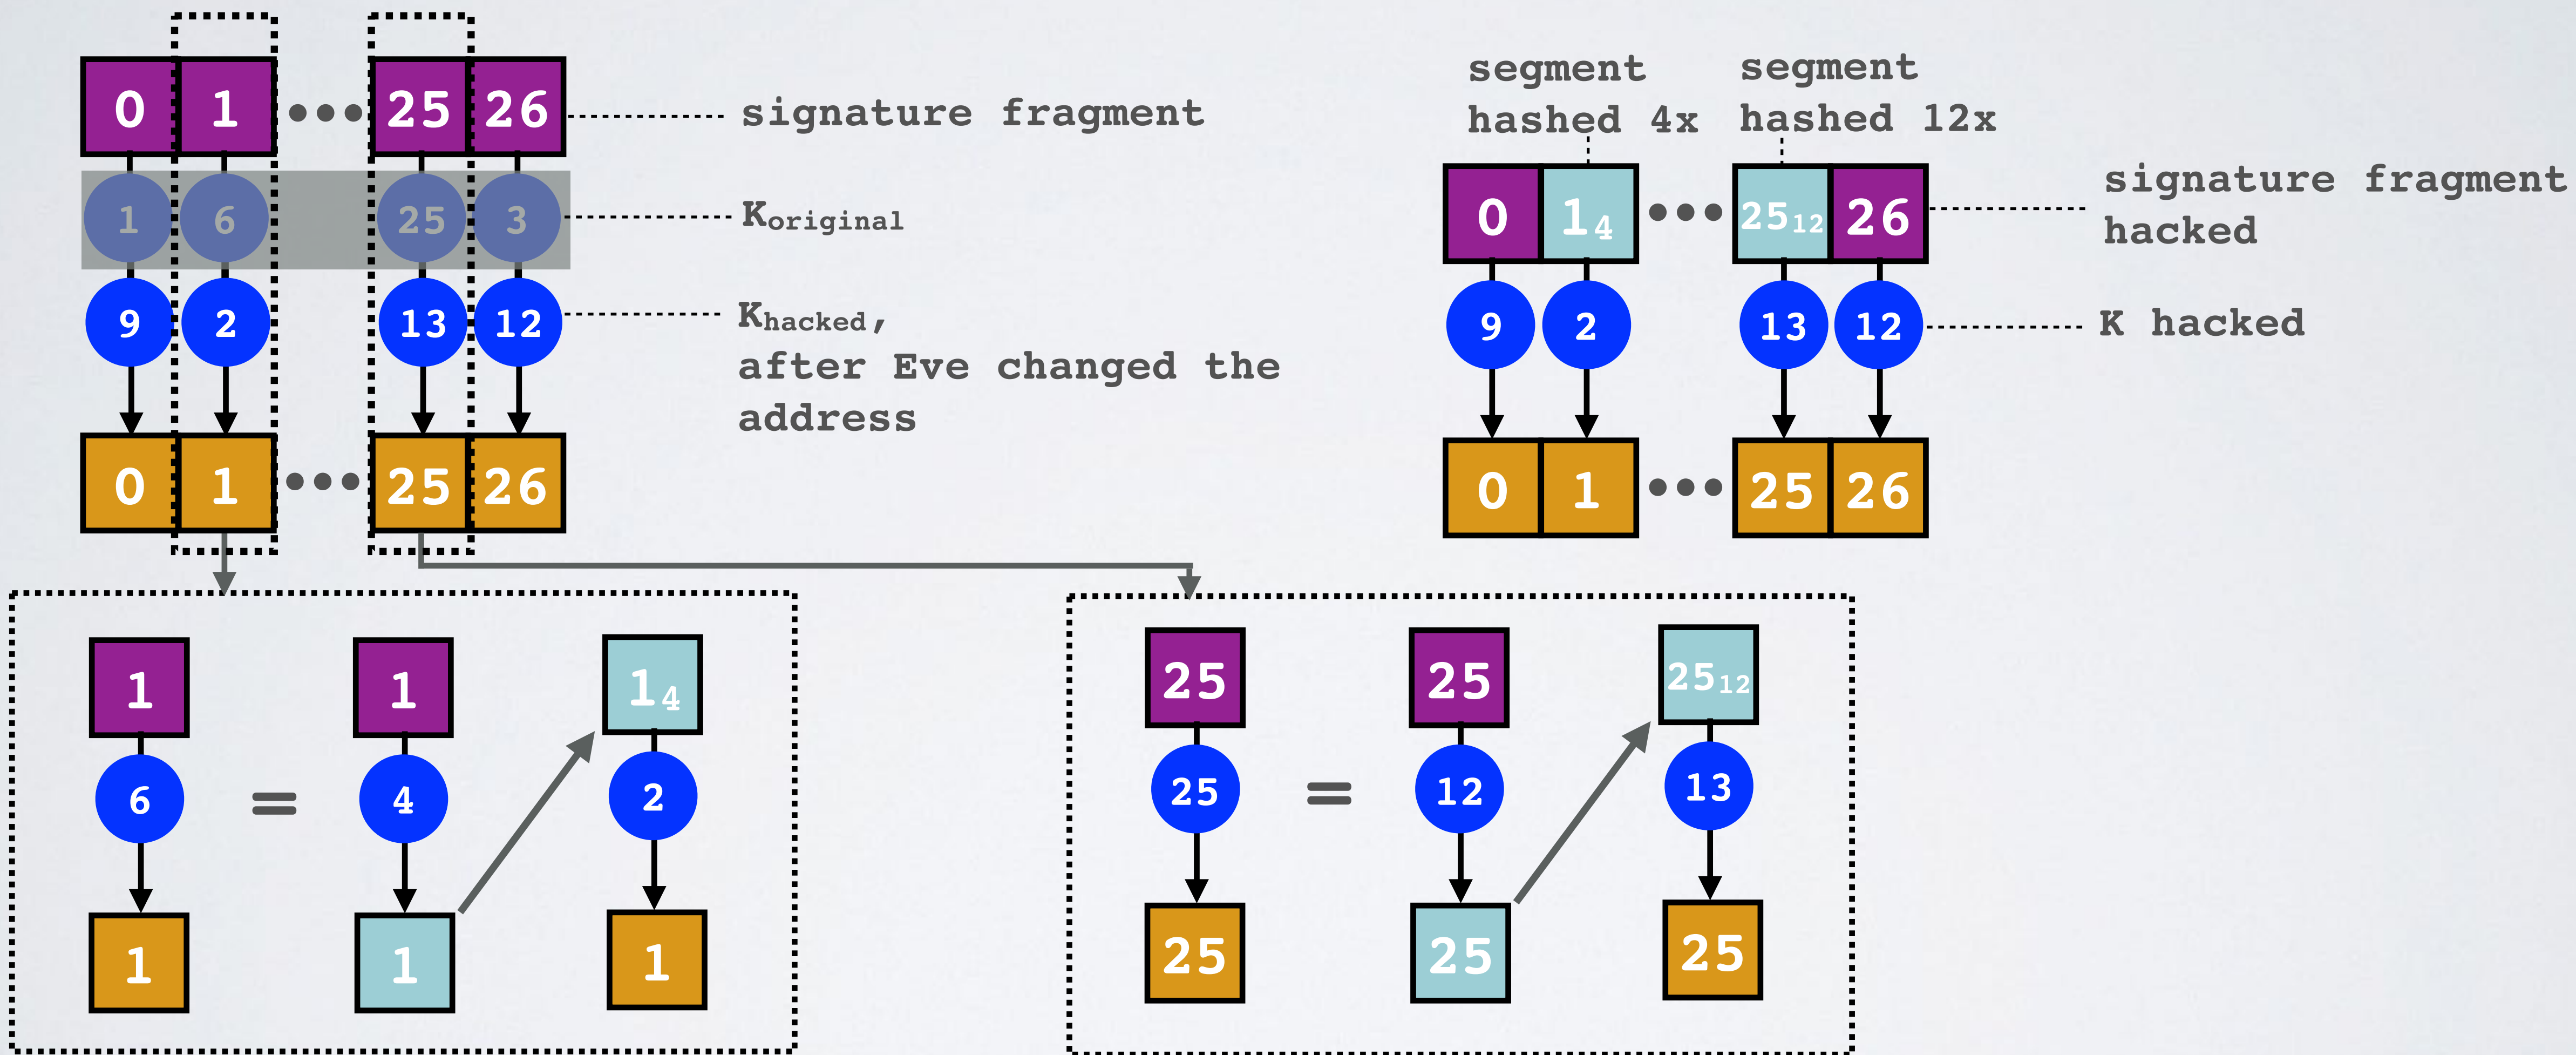 0 1 ••• 25 26 signature fragment
1 6 25 3 Koriginal
9 2 13 12 Khacked,
after Eve changed the
address
0 1 ••• 25 26
segment
hashed 4x
segment
hashed 12x
0 1₄ ••• 25₁₂ 26
signature fragment
hacked
9 2 13 12 K hacked
0 1 ••• 25 26
1 1 1₄
6 = 4 2
1 1 1
25 25 25₁₂
25 = 12 13
25 25 25